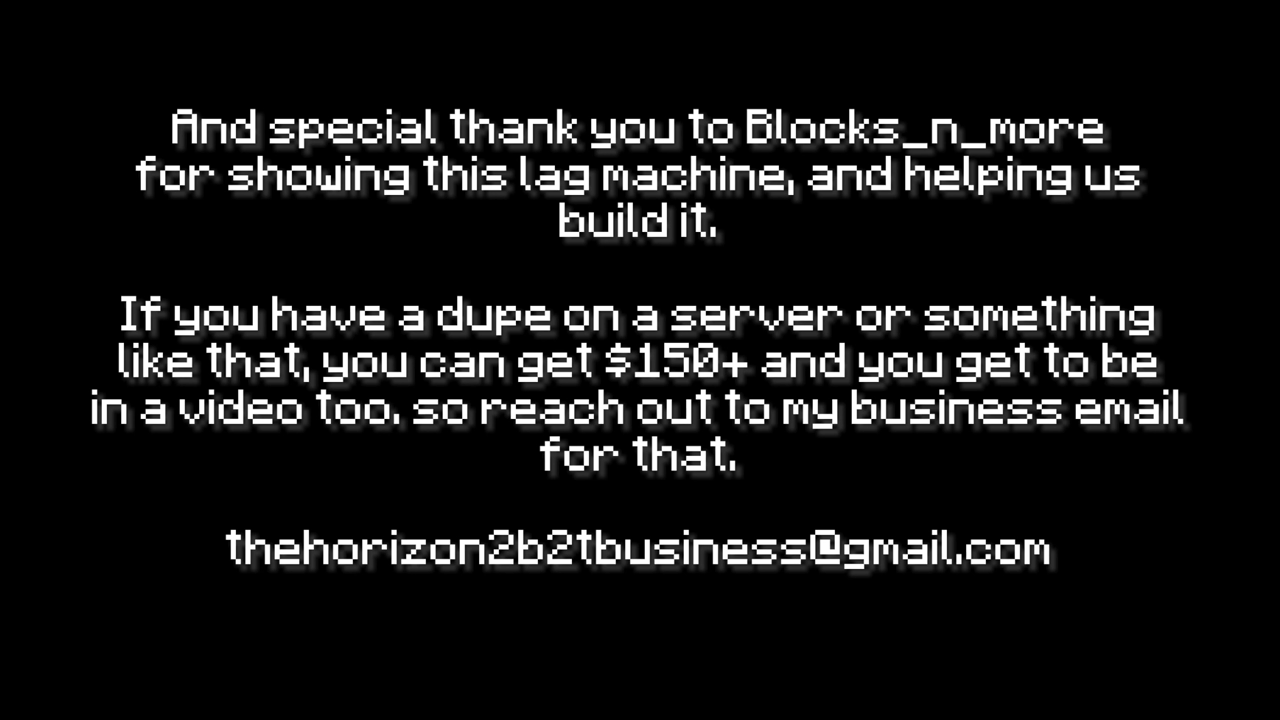 And special thank you to Blocks_n_more
for showing this lag machine, and helping us
build it.
If you have a dupe on a server or something
like that, you can get $150+ and you get to be
in a video too. so reach out to my business email
for that.
thehorizon2b2tbusiness@gmail.com